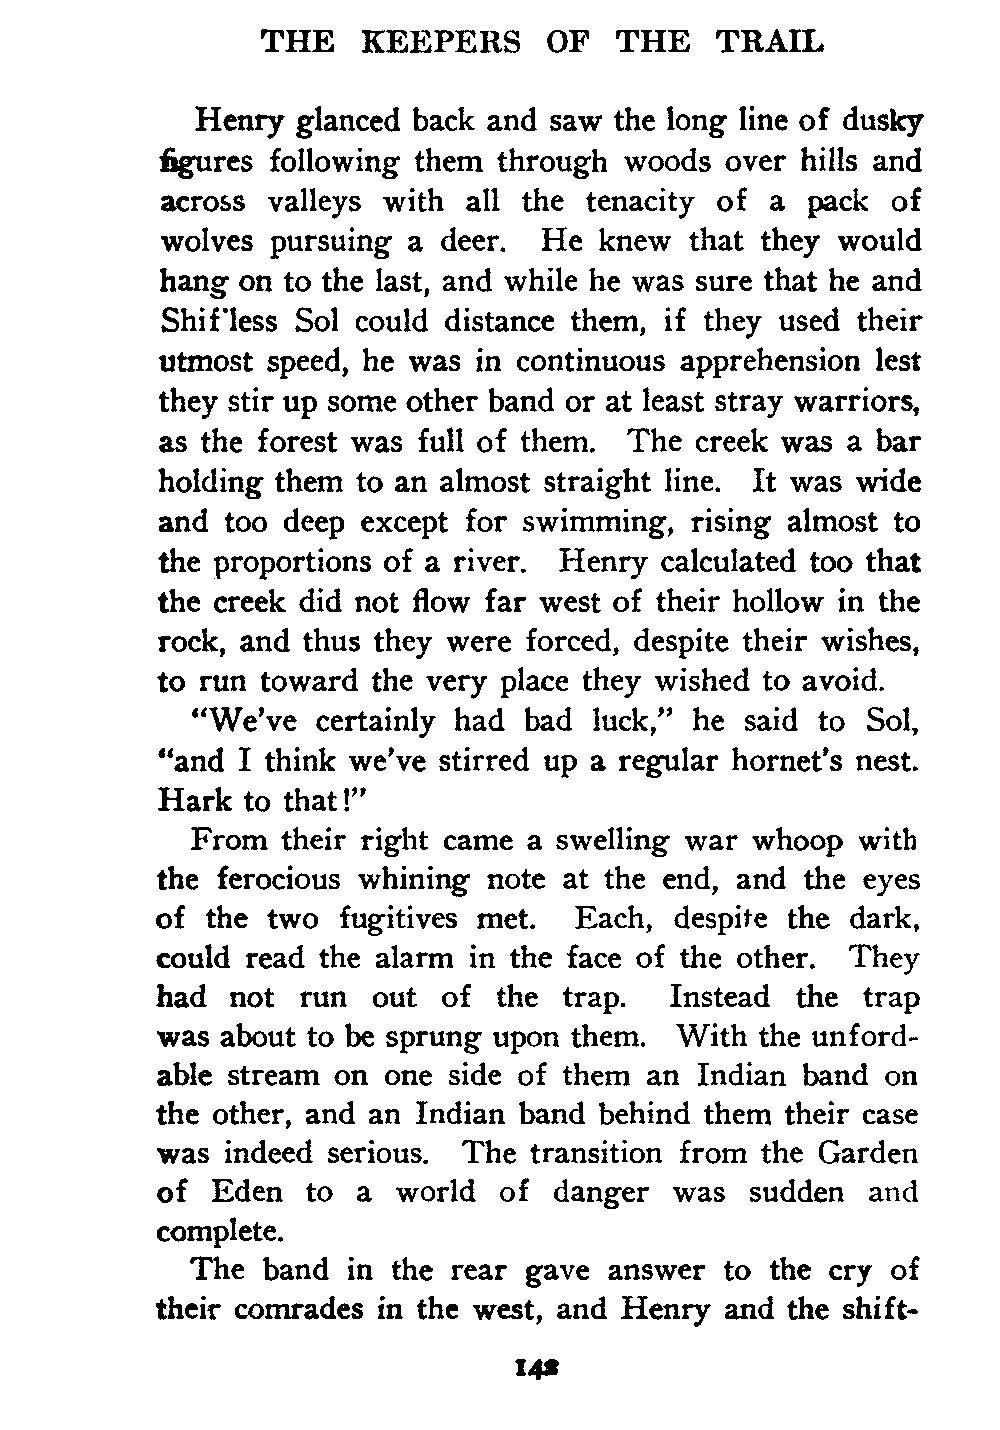 THE KEEPERS OF THE TRAIL
Henry glanced back and saw the long line of dusky
figures following them through woods over hills and
across valleys with all the tenacity of a pack of
wolves pursuing a deer. He knew that they would
hang on to the last, and while he was sure that he and
Shif'less Sol could distance them, if they used their
utmost speed, he was in continuous apprehension lest
they stir up some other band or at least stray warriors,
as the forest was full of them. The creek was a bar
holding them to an almost straight line. It was wide
and too deep except for swimming, rising almost to
the proportions of a river. Henry calculated too that
the creek did not flow far west of their hollow in the
rock, and thus they were forced, despite their wishes,
to run toward the very place they wished to avoid.
"We've certainly had bad luck," he said to Sol,
"and I think we've stirred up a regular hornet's nest.
Hark to that!"
From their right came a swelling war whoop with
the ferocious whining note at the end, and the eyes
of the two fugitives met. Each, despite the dark,
could read the alarm in the face of the other. They
had not run out of the trap. Instead the trap
was about to be sprung upon them. With the unford-
able stream on one side of them an Indian band on
the other, and an Indian band behind them their case
was indeed serious. The transition from the Garden
of Eden to a world of danger was sudden and
complete.
The band in the rear gave answer to the cry of
their comrades in the west, and Henry and the shift-
142